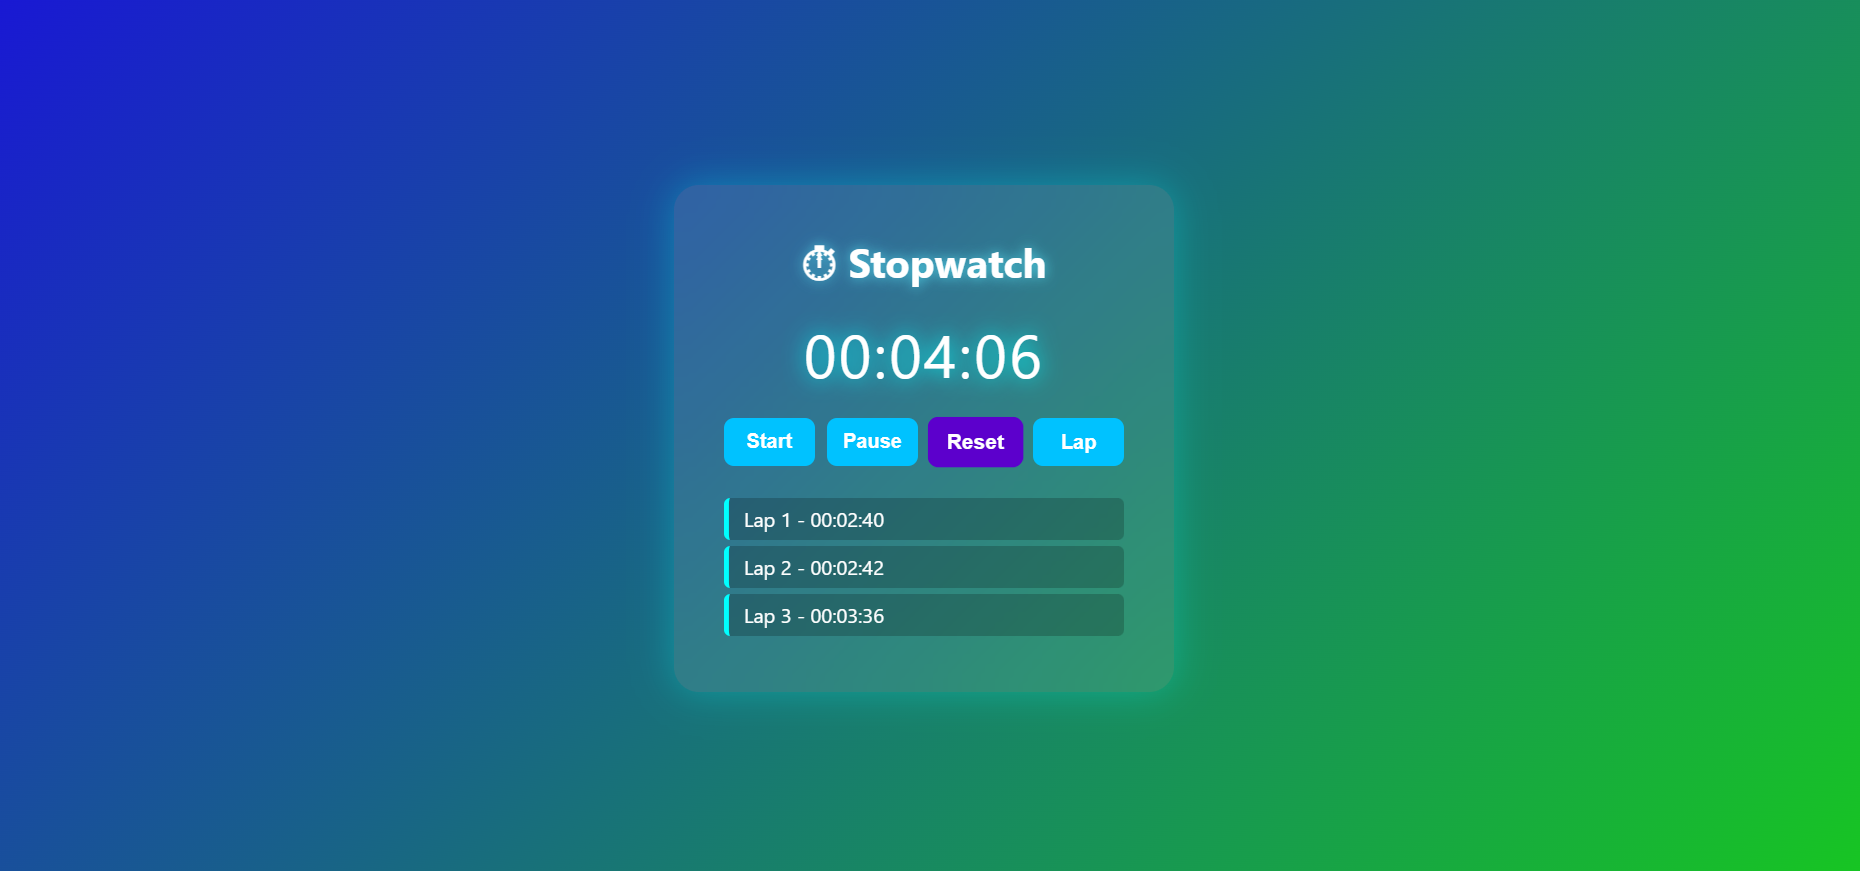 ⏱ Stopwatch
00:04:06
Start Pause Reset Lap
Lap 1 - 00:02:40
Lap 2 - 00:02:42
Lap 3 - 00:03:36